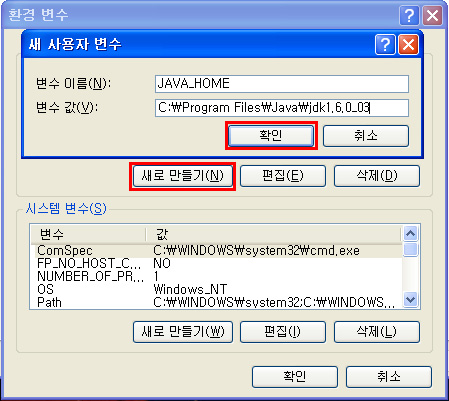 환경 변수
새 사용자 변수
변수 이름(N): JAVA_HOME
변수 값(V): C:₩Program Files₩Java₩jdk1,6,0_03
확인 취소
새로 만들기(N) 편집(E) 삭제(D)
시스템 변수(S)
변수 값
ComSpec C:₩WINDOWS₩system32₩cmd,exe
FP_NO_HOST_C... NO
NUMBER_OF_PR... 1
OS Windows_NT
Path C:₩WINDOWS₩system32;C:₩WINDOWS...
새로 만들기(W) 편집(I) 삭제(L)
확인 취소